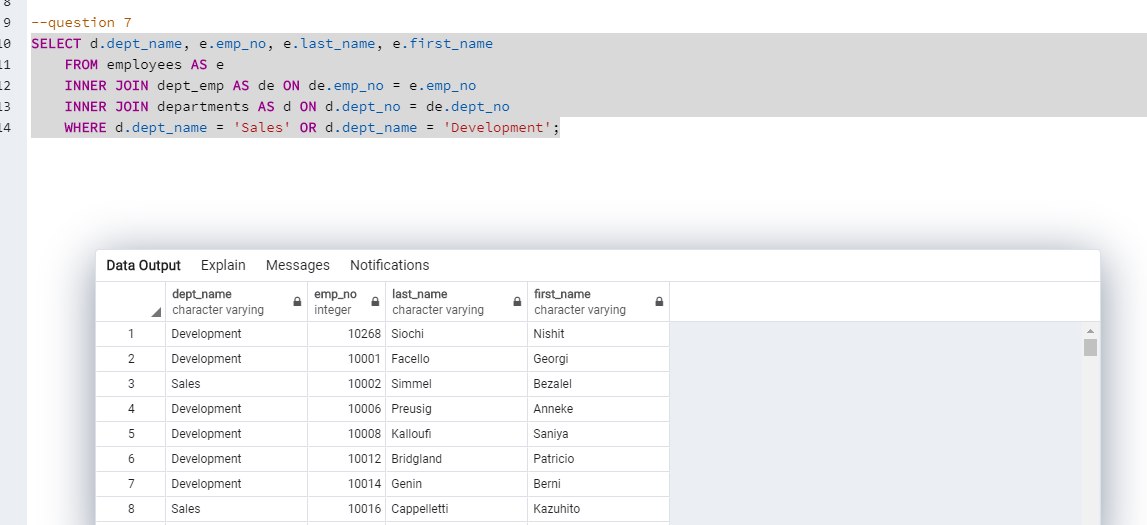 8
9 --question 7
10 SELECT d.dept_name, e.emp_no, e.last_name, e.first_name
11 FROM employees AS e
12 INNER JOIN dept_emp AS de ON de.emp_no = e.emp_no
13 INNER JOIN departments AS d ON d.dept_no = de.dept_no
14 WHERE d.dept_name = 'Sales' OR d.dept_name = 'Development';
Data Output Explain Messages Notifications
dept_name emp_no last_name first_name
character varying integer character varying character varying
1 Development 10268 Siochi Nishit
2 Development 10001 Facello Georgi
3 Sales 10002 Simmel Bezalel
4 Development 10006 Preusig Anneke
5 Development 10008 Kalloufi Saniya
6 Development 10012 Bridgland Patricio
7 Development 10014 Genin Berni
8 Sales 10016 Cappelletti Kazuhito